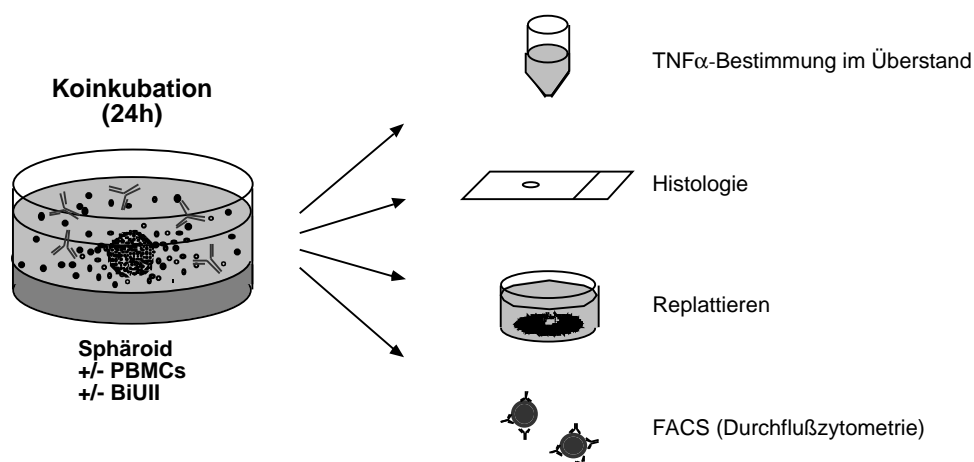 Koinkubation
(24h)
Sphäroid
+/- PBMCs
+/- BiUII
TNFα-Bestimmung im Überstand
Histologie
Replattieren
FACS (Durchflußzytometrie)